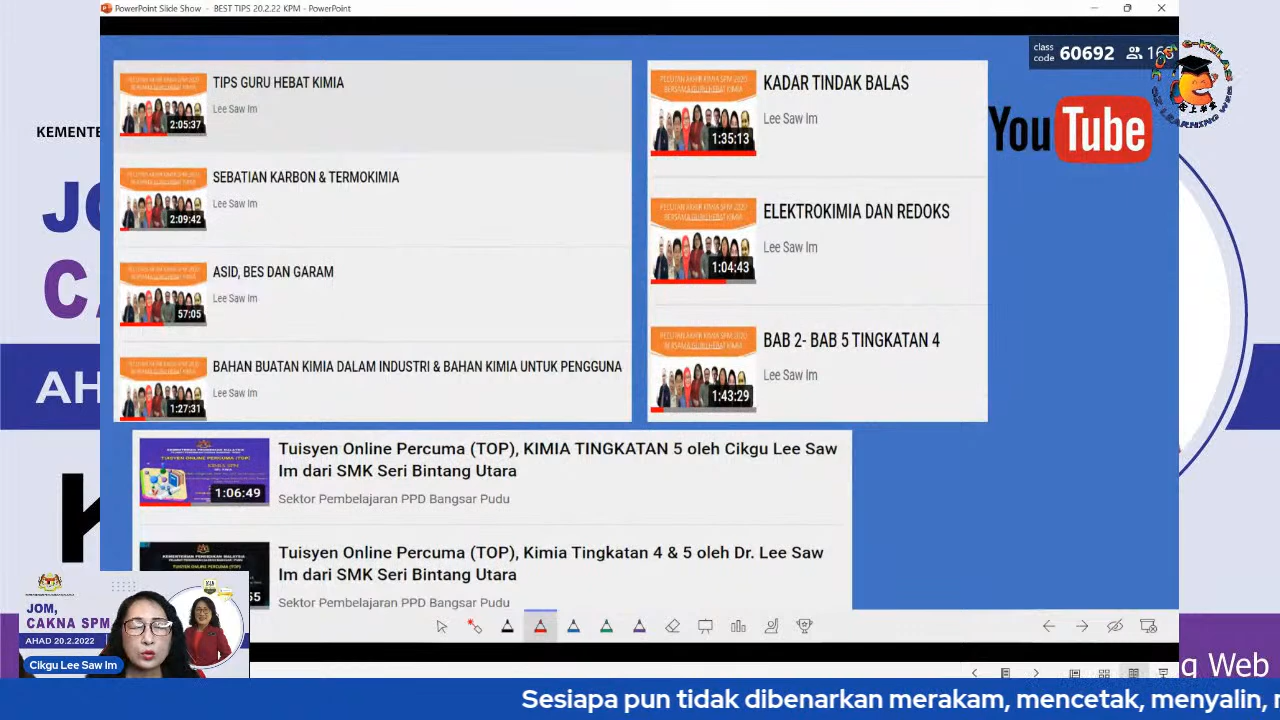 PowerPoint Slide Show - BEST TIPS 20.2.22 KPM - PowerPoint
class code 60692
YouTube
TIPS GURU HEBAT KIMIA
Lee Saw Im
2:05:37
SEBATIAN KARBON & TERMOKIMIA
Lee Saw Im
2:09:42
ASID, BES DAN GARAM
Lee Saw Im
57:05
BAHAN BUATAN KIMIA DALAM INDUSTRI & BAHAN KIMIA UNTUK PENGGUNA
Lee Saw Im
1:27:31
KADAR TINDAK BALAS
Lee Saw Im
1:35:13
ELEKTROKIMIA DAN REDOKS
Lee Saw Im
1:04:43
BAB 2- BAB 5 TINGKATAN 4
Lee Saw Im
1:43:29
Tuisyen Online Percuma (TOP), KIMIA TINGKATAN 5 oleh Cikgu Lee Saw
Im dari SMK Seri Bintang Utara
Sektor Pembelajaran PPD Bangsar Pudu
1:06:49
Tuisyen Online Percuma (TOP), Kimia Tingkatan 4 & 5 oleh Dr. Lee Saw
Im dari SMK Seri Bintang Utara
Sektor Pembelajaran PPD Bangsar Pudu
KEMENTE
AH
JOM,
CAKNA SPM
AHAD 20.2.2022
Cikgu Lee Saw Im
g Web
Sesiapa pun tidak dibenarkan merakam, mencetak, menyalin,